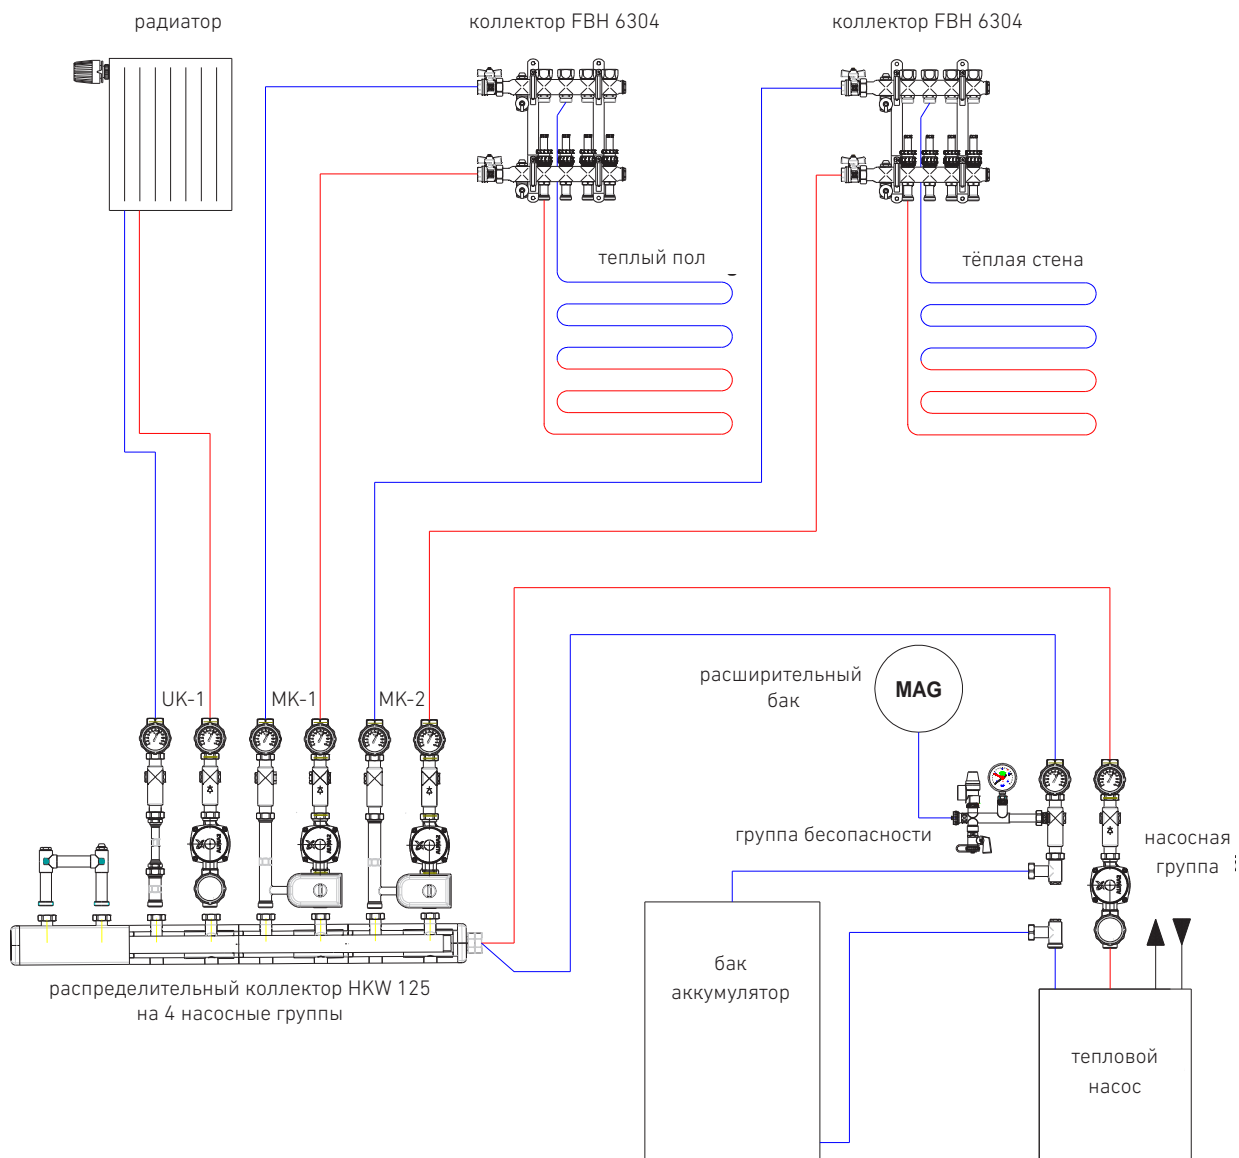 радиатор
коллектор FBH 6304
коллектор FBH 6304
теплый пол
тёплая стена
UK-1
MK-1
MK-2
расширительный
бак
MAG
группа бесопасности
насосная
группа
распределительный коллектор HKW 125
на 4 насосные группы
бак
аккумулятор
тепловой
насос